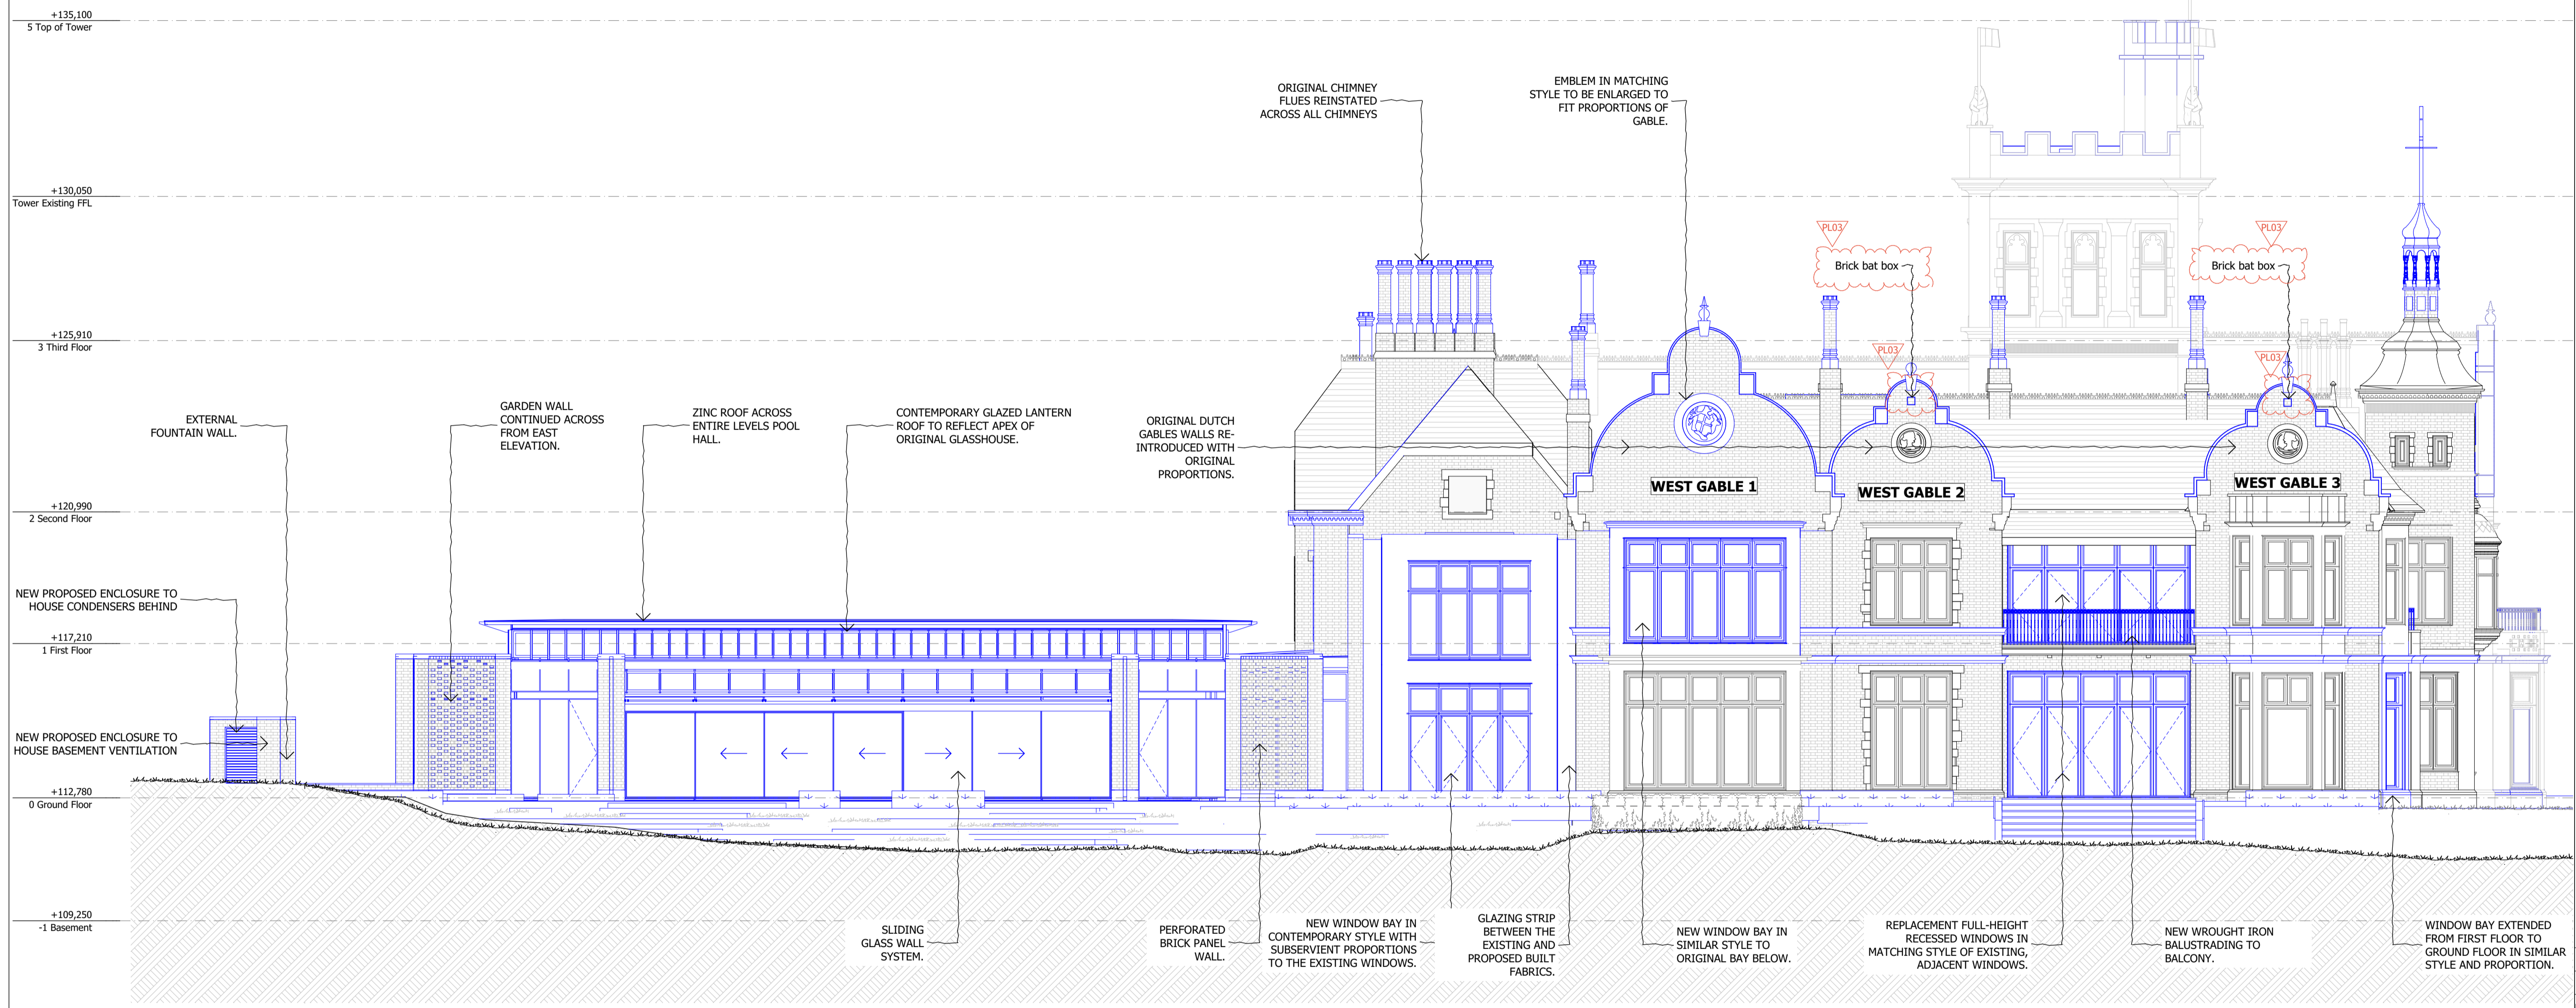 +135,100
5 Top of Tower
+130,050
Tower Existing FFL
+125,910
3 Third Floor
+120,990
2 Second Floor
+117,210
1 First Floor
+112,780
0 Ground Floor
+109,250
-1 Basement
ORIGINAL CHIMNEY
FLUES REINSTATED
ACROSS ALL CHIMNEYS
EMBLEM IN MATCHING
STYLE TO BE ENLARGED TO
FIT PROPORTIONS OF
GABLE.
PL03
Brick bat box
PL03
PL03
Brick bat box
PL03
EXTERNAL
FOUNTAIN WALL.
GARDEN WALL
CONTINUED ACROSS
FROM EAST
ELEVATION.
ZINC ROOF ACROSS
ENTIRE LEVELS POOL
HALL.
CONTEMPORARY GLAZED LANTERN
ROOF TO REFLECT APEX OF
ORIGINAL GLASSHOUSE.
ORIGINAL DUTCH
GABLES WALLS RE-
INTRODUCED WITH
ORIGINAL
PROPORTIONS.
WEST GABLE 1
WEST GABLE 2
WEST GABLE 3
NEW PROPOSED ENCLOSURE TO
HOUSE CONDENSERS BEHIND
NEW PROPOSED ENCLOSURE TO
HOUSE BASEMENT VENTILATION
SLIDING
GLASS WALL
SYSTEM.
PERFORATED
BRICK PANEL
WALL.
NEW WINDOW BAY IN
CONTEMPORARY STYLE WITH
SUBSERVIENT PROPORTIONS
TO THE EXISTING WINDOWS.
GLAZING STRIP
BETWEEN THE
EXISTING AND
PROPOSED BUILT
FABRICS.
NEW WINDOW BAY IN
SIMILAR STYLE TO
ORIGINAL BAY BELOW.
REPLACEMENT FULL-HEIGHT
RECESSED WINDOWS IN
MATCHING STYLE OF EXISTING,
ADJACENT WINDOWS.
NEW WROUGHT IRON
BALUSTRADING TO
BALCONY.
WINDOW BAY EXTENDED
FROM FIRST FLOOR TO
GROUND FLOOR IN SIMILAR
STYLE AND PROPORTION.